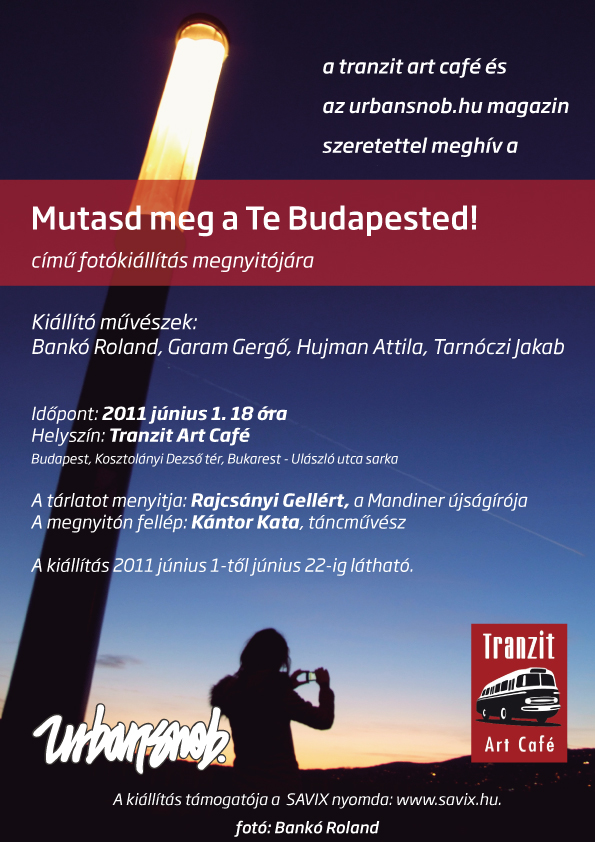 a tranzit art café és
az urbansnob.hu magazin
szeretettel meghív a
Mutasd meg a Te Budapested!
című fotókiállítás megnyitójára
Kiállító művészek:
Bankó Roland, Garam Gergő, Hujman Attila, Tarnóczi Jakab
Időpont: 2011 június 1. 18 óra
Helyszín: Tranzit Art Café
Budapest, Kosztolányi Dezső tér, Bukarest - Ulászló utca sarka
A tárlatot menyitja: Rajcsányi Gellért, a Mandiner újságírója
A megnyitón fellép: Kántor Kata, táncművész
A kiállítás 2011 június 1-től június 22-ig látható.
Tranzit
Art Café
urbansnob.
A kiállítás támogatója a SAVIX nyomda: www.savix.hu.
fotó: Bankó Roland